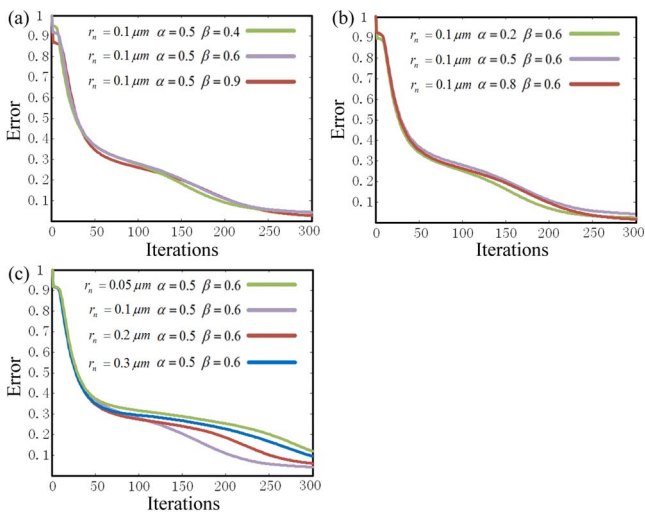 (a)
1
0.9
0.8
0.7
0.6
0.5
0.4
0.3
0.2
0.1
Error
0 50 100 150 200 250 300
Iterations
r_n = 0.1 μm α = 0.5 β = 0.4
r_n = 0.1 μm α = 0.5 β = 0.6
r_n = 0.1 μm α = 0.5 β = 0.9
(b)
1
0.9
0.8
0.7
0.6
0.5
0.4
0.3
0.2
0.1
Error
0 50 100 150 200 250 300
Iterations
r_n = 0.1 μm α = 0.2 β = 0.6
r_n = 0.1 μm α = 0.5 β = 0.6
r_n = 0.1 μm α = 0.8 β = 0.6
(c)
1
0.9
0.8
0.7
0.6
0.5
0.4
0.3
0.2
0.1
Error
0 50 100 150 200 250 300
Iterations
r_n = 0.05 μm α = 0.5 β = 0.6
r_n = 0.1 μm α = 0.5 β = 0.6
r_n = 0.2 μm α = 0.5 β = 0.6
r_n = 0.3 μm α = 0.5 β = 0.6